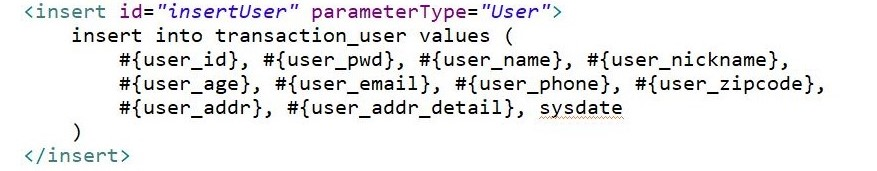 <insert id="insertUser" parameterType="User">
insert into transaction_user values (
#{user_id}, #{user_pwd}, #{user_name}, #{user_nickname},
#{user_age}, #{user_email}, #{user_phone}, #{user_zipcode},
#{user_addr}, #{user_addr_detail}, sysdate
)
</insert>